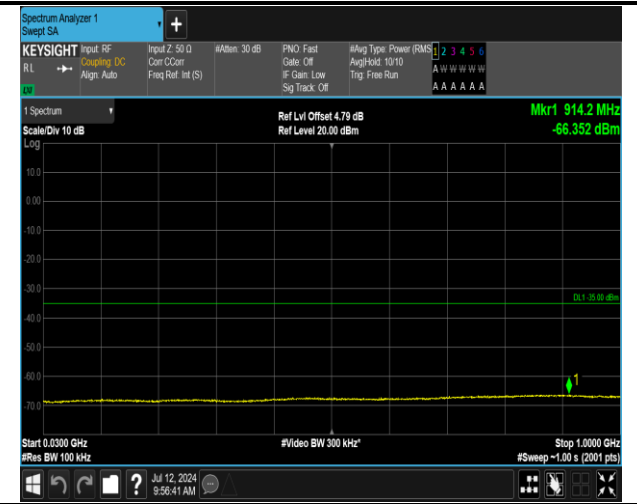 Spectrum Analyzer 1
Swept SA
KEYSIGHT Input: RF Input Z: 50 Ω #Atten: 30 dB PNO: Fast #Avg Type: Power (RMS 1 2 3 4 5 6
RL Coupling: DC Corr CCorr Gate: Off Avg|Hold: 10/10 A W W W W W
Align: Auto Freq Ref: Int (S) IF Gain: Low Trig: Free Run
Sig Track: Off A A A A A A
1 Spectrum Ref Lvl Offset 4.79 dB Mkr1 914.2 MHz
Scale/Div 10 dB Ref Level 20.00 dBm -66.352 dBm
Log
10.0
0.00
-10.0
-20.0
-30.0
DL1 -35.00 dBm
-40.0
-50.0
-60.0
1
-70.0
Start 0.0300 GHz #Video BW 300 kHz* Stop 1.0000 GHz
#Res BW 100 kHz #Sweep ~1.00 s (2001 pts)
? Jul 12, 2024
9:56:41 AM